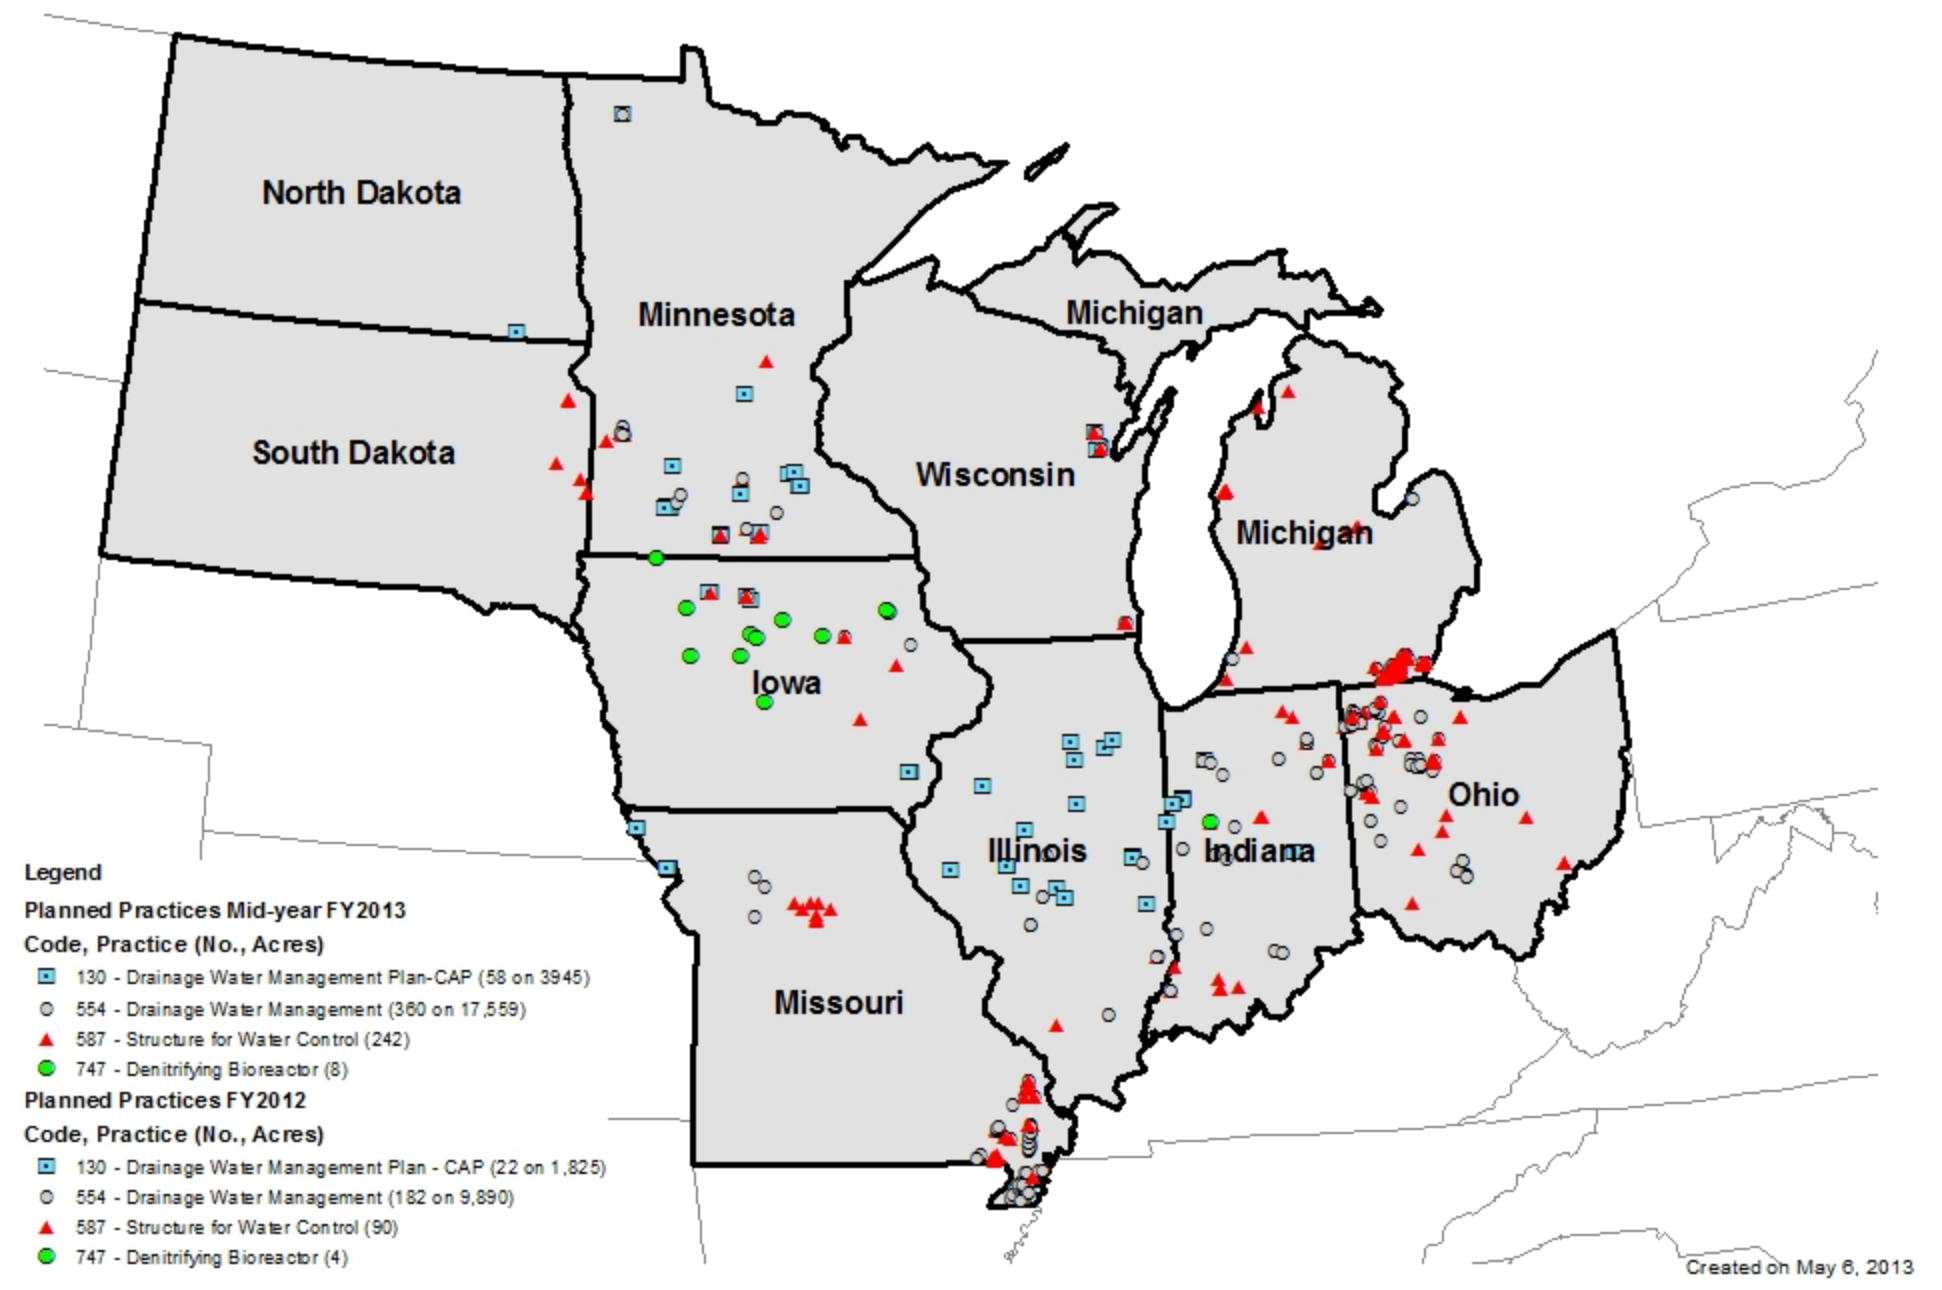 North Dakota
Minnesota
Michigan
South Dakota
Wisconsin
Michigan
Iowa
Ohio
Illinois
Indiana
Missouri
Legend
Planned Practices Mid-year FY2013
Code, Practice (No., Acres)
130 - Drainage Water Management Plan-CAP (58 on 3945)
554 - Drainage Water Management (360 on 17,559)
587 - Structure for Water Control (242)
747 - Denitrifying Bioreactor (8)
Planned Practices FY2012
Code, Practice (No., Acres)
130 - Drainage Water Management Plan - CAP (22 on 1,825)
554 - Drainage Water Management (182 on 9,890)
587 - Structure for Water Control (90)
747 - Denitrifying Bioreactor (4)
Created on May 6, 2013